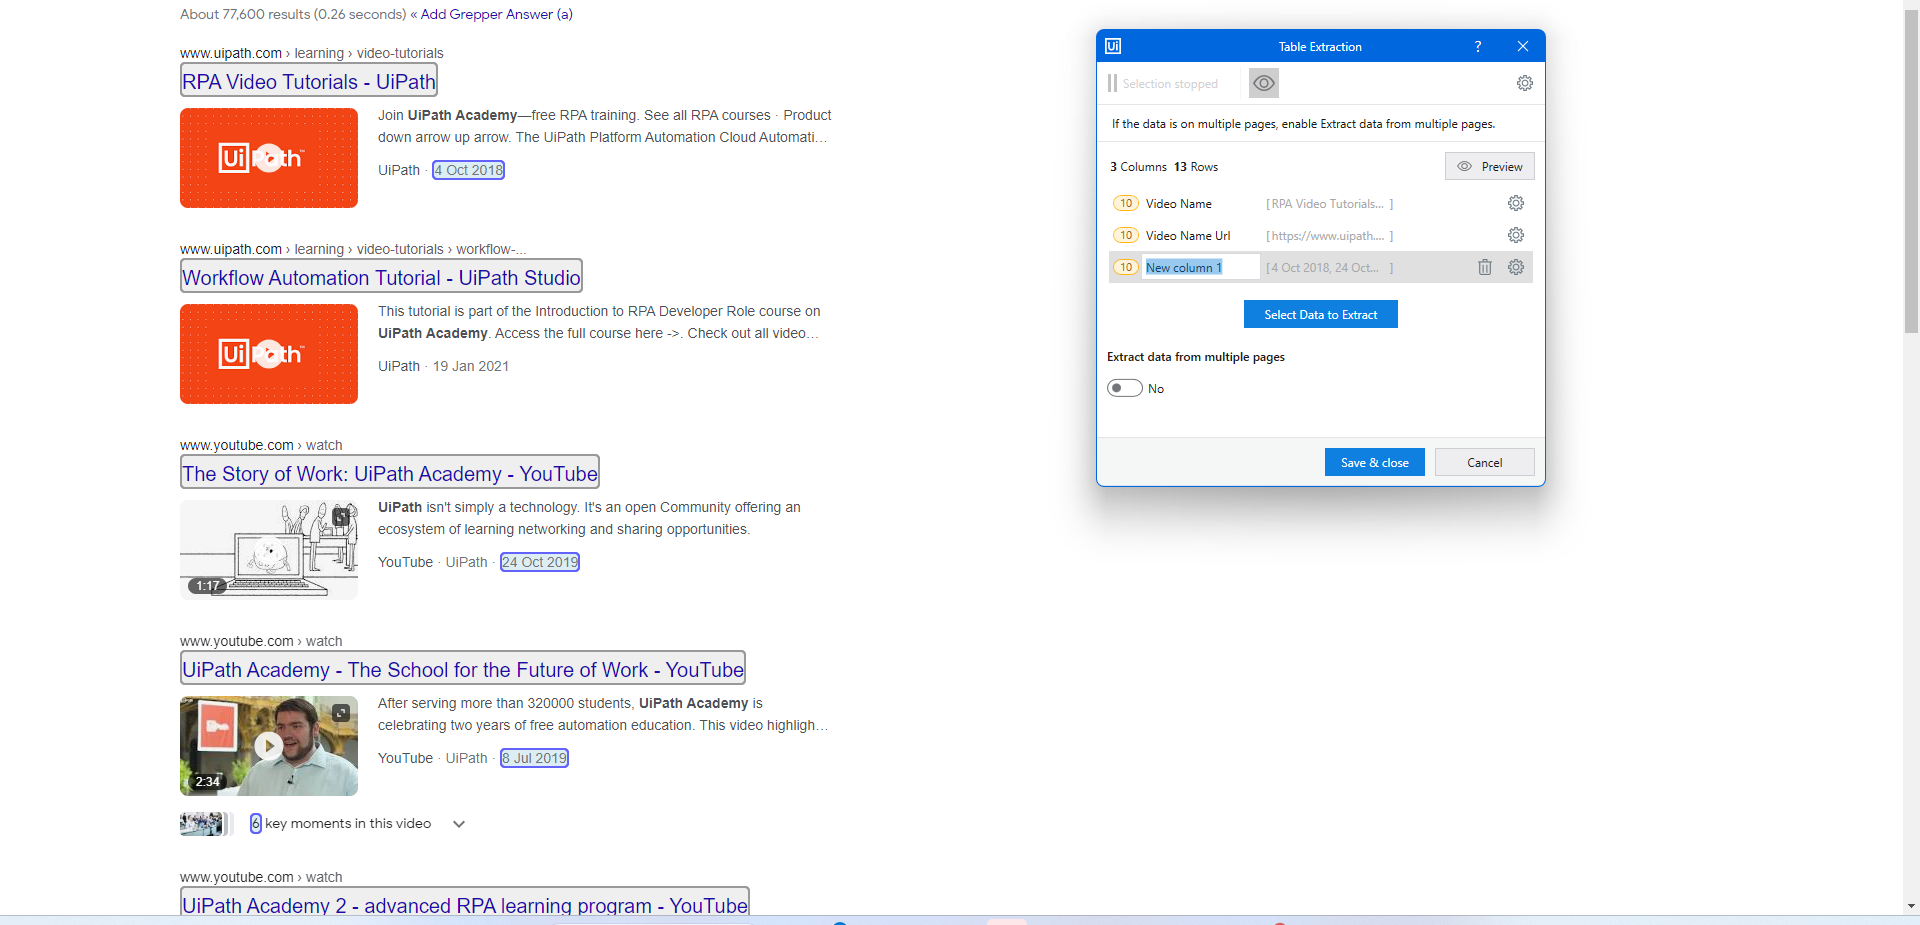 About 77,600 results (0.26 seconds) « Add Grepper Answer (a)
www.uipath.com › learning › video-tutorials
RPA Video Tutorials - UiPath
UiPath
Join UiPath Academy—free RPA training. See all RPA courses · Product
down arrow up arrow. The UiPath Platform Automation Cloud Automati…
UiPath · 4 Oct 2018
www.uipath.com › learning › video-tutorials › workflow-...
Workflow Automation Tutorial - UiPath Studio
UiPath
This tutorial is part of the Introduction to RPA Developer Role course on
UiPath Academy. Access the full course here ->. Check out all video…
UiPath · 19 Jan 2021
www.youtube.com › watch
The Story of Work: UiPath Academy - YouTube
1:17
UiPath isn't simply a technology. It's an open Community offering an
ecosystem of learning networking and sharing opportunities.
YouTube · UiPath · 24 Oct 2019
www.youtube.com › watch
UiPath Academy - The School for the Future of Work - YouTube
2:34
After serving more than 320000 students, UiPath Academy is
celebrating two years of free automation education. This video highligh…
YouTube · UiPath · 8 Jul 2019
6 key moments in this video
www.youtube.com › watch
UiPath Academy 2 - advanced RPA learning program - YouTube
Ui Table Extraction ?
Selection stopped
If the data is on multiple pages, enable Extract data from multiple pages.
3 Columns 13 Rows Preview
10 Video Name [ RPA Video Tutorials... ]
10 Video Name Url [ https://www.uipath.... ]
10 New column 1 [ 4 Oct 2018, 24 Oct... ]
Select Data to Extract
Extract data from multiple pages
No
Save & close Cancel